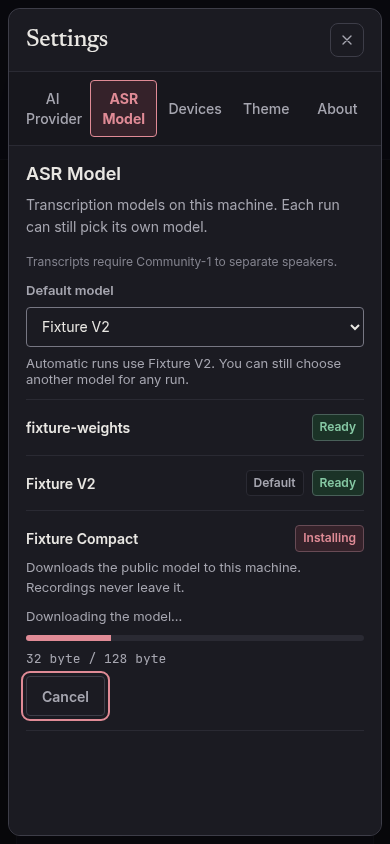 Settings
AI Provider
ASR Model
Devices
Theme
About
ASR Model
Transcription models on this machine. Each run
can still pick its own model.
Transcripts require Community-1 to separate speakers.
Default model
Fixture V2
Automatic runs use Fixture V2. You can still choose
another model for any run.
fixture-weights Ready
Fixture V2 Default Ready
Fixture Compact Installing
Downloads the public model to this machine.
Recordings never leave it.
Downloading the model...
32 byte / 128 byte
Cancel